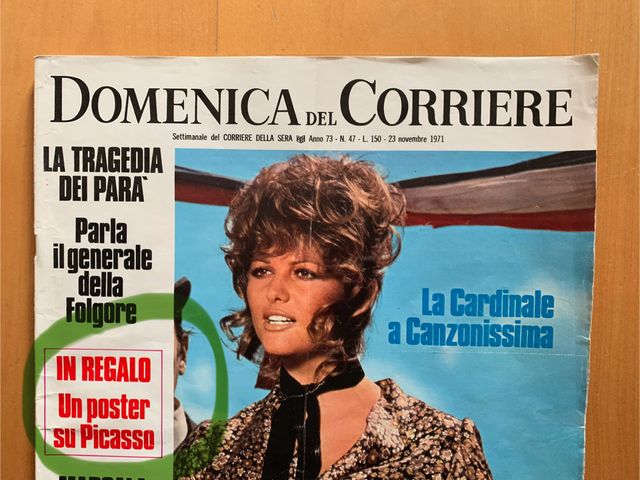 DOMENICA DEL CORRIERE
Settimanale del CORRIERE DELLA SERA Anno 73 - N. 47 - L. 150 - 23 novembre 1971
LA TRAGEDIA
DEI PARA`
Parla
il generale
della
Folgore
IN REGALO
Un poster
su Picasso
La Cardinale
a Canzonissima